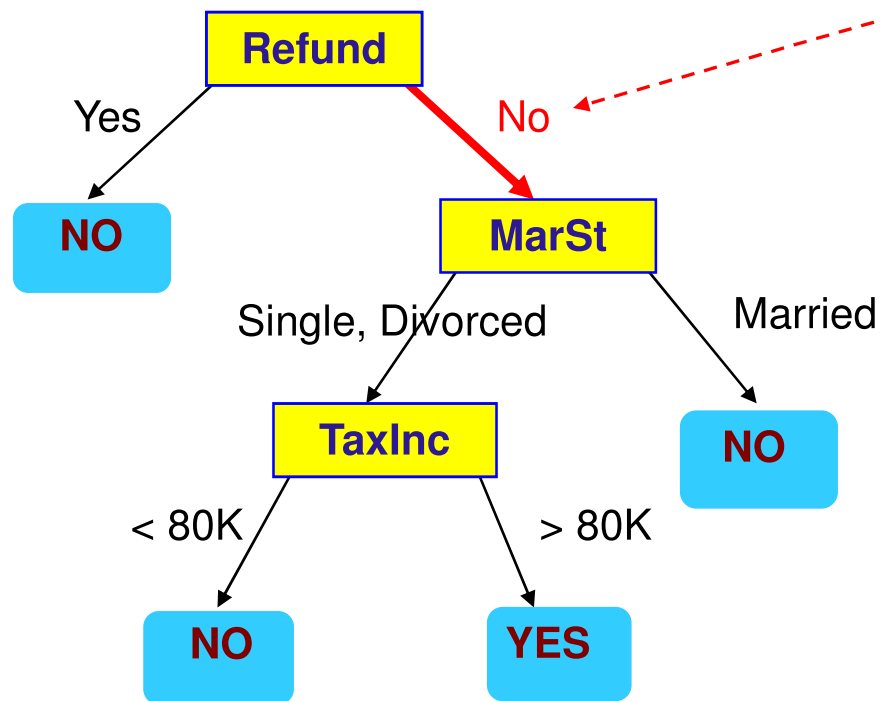 Refund
Yes
No
NO
MarSt
Single, Divorced
Married
TaxInc
NO
< 80K
> 80K
NO
YES